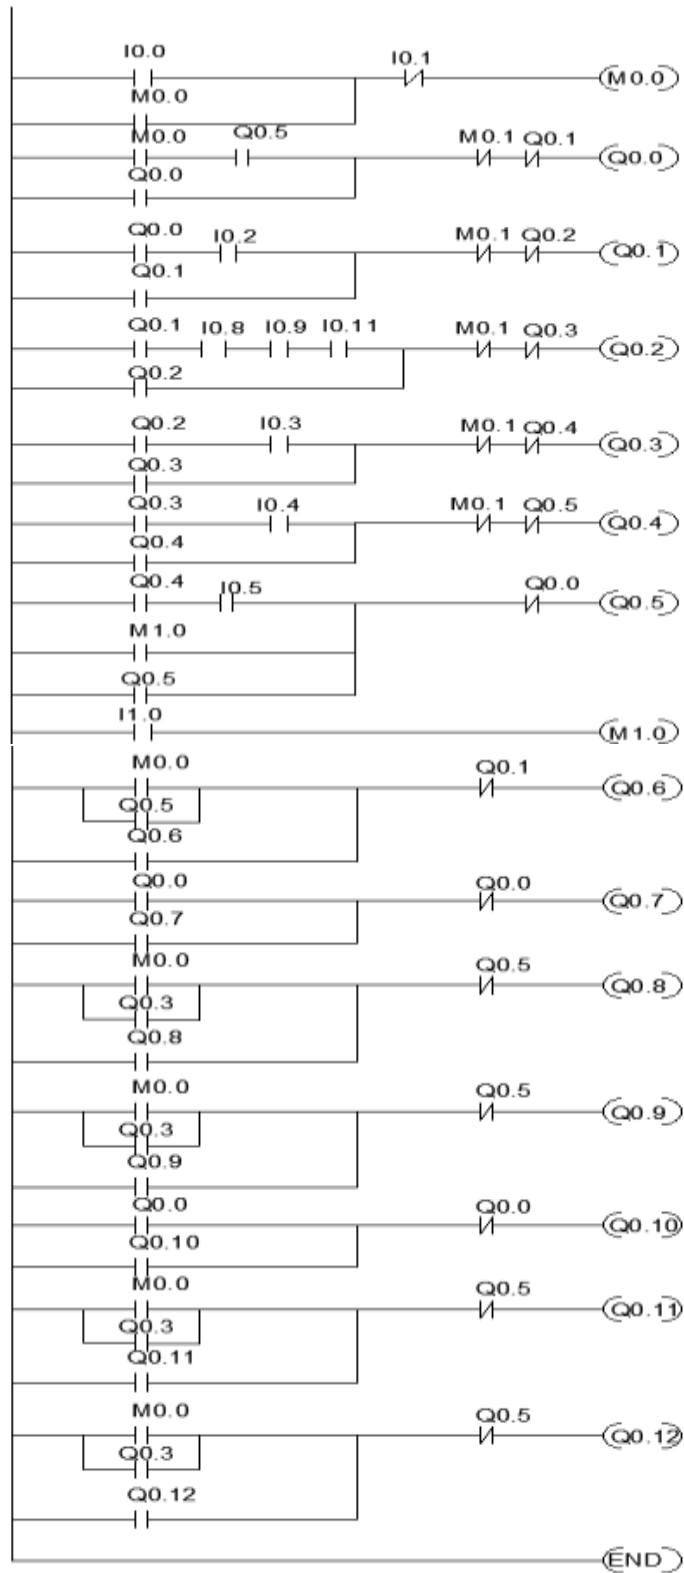 I0.0 I0.1
(M0.0)
M0.0
M0.0 Q0.5 M0.1 Q0.1
(Q0.0)
Q0.0
Q0.0 I0.2 M0.1 Q0.2
(Q0.1)
Q0.1
Q0.1 I0.8 I0.9 I0.11 M0.1 Q0.3
(Q0.2)
Q0.2
Q0.2 I0.3 M0.1 Q0.4
(Q0.3)
Q0.3
Q0.3 I0.4 M0.1 Q0.5
(Q0.4)
Q0.4
Q0.4 I0.5 Q0.0
(Q0.5)
M1.0
Q0.5
I1.0
(M1.0)
M0.0 Q0.1
(Q0.6)
Q0.5
Q0.6
Q0.0 Q0.0
(Q0.7)
Q0.7
M0.0 Q0.5
(Q0.8)
Q0.3
Q0.8
M0.0 Q0.5
(Q0.9)
Q0.3
Q0.9
Q0.0 Q0.0
(Q0.10)
Q0.10
M0.0 Q0.5
(Q0.11)
Q0.3
Q0.11
M0.0 Q0.5
(Q0.12)
Q0.3
Q0.12
(END)